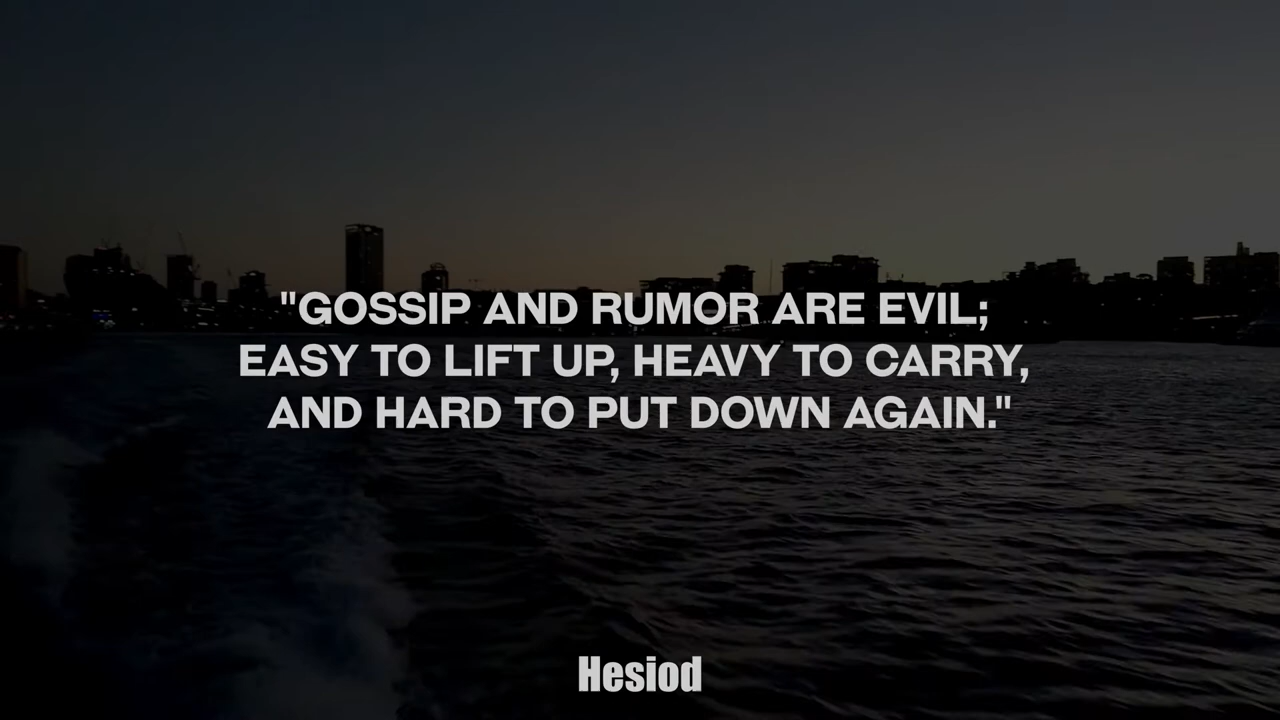 "GOSSIP AND RUMOR ARE EVIL;
EASY TO LIFT UP, HEAVY TO CARRY,
AND HARD TO PUT DOWN AGAIN."
Hesiod